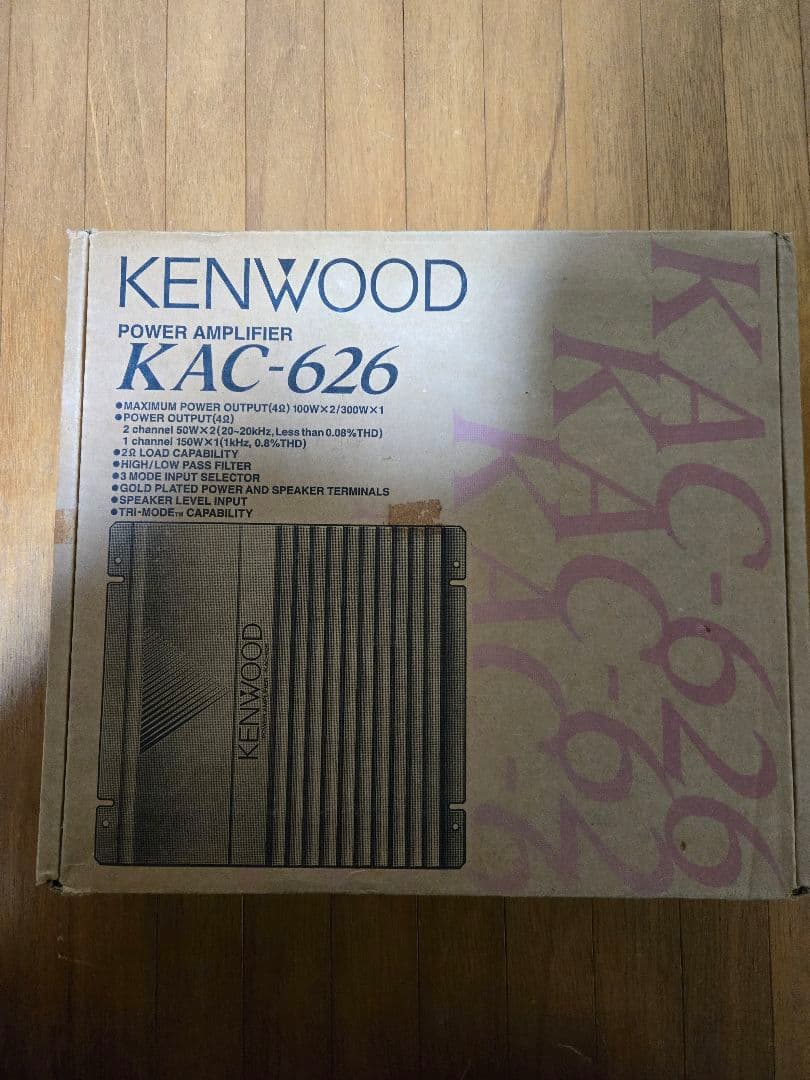 KENWOOD
POWER AMPLIFIER
KAC-626
●MAXIMUM POWER OUTPUT(4Ω) 100W×2/300W×1
●POWER OUTPUT(4Ω)
2 channel 50W×2(20~20kHz, Less than 0.08%THD)
1 channel 150W×1(1kHz, 0.8%THD)
●2Ω LOAD CAPABILITY
●HIGH/LOW PASS FILTER
●3 MODE INPUT SELECTOR
●GOLD PLATED POWER AND SPEAKER TERMINALS
●SPEAKER LEVEL INPUT
●TRI-MODE™ CAPABILITY
KENWOOD
KAC-626
KAC-626
KAC-6